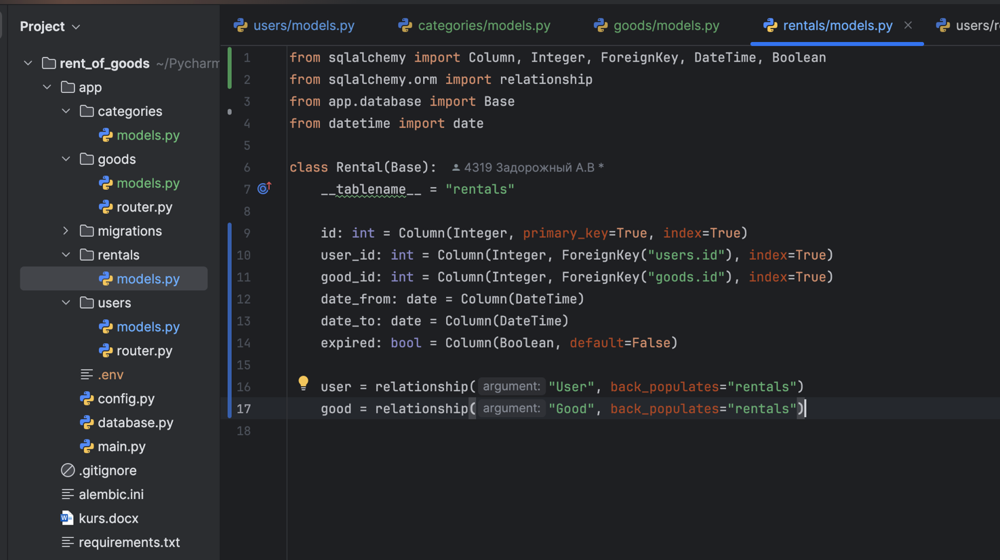 Project
users/models.py
categories/models.py
goods/models.py
rentals/models.py
users/r
rent_of_goods ~/Pycharm
app
categories
models.py
goods
models.py
router.py
migrations
rentals
models.py
users
models.py
router.py
.env
config.py
database.py
main.py
.gitignore
alembic.ini
kurs.docx
requirements.txt
1 from sqlalchemy import Column, Integer, ForeignKey, DateTime, Boolean
2 from sqlalchemy.orm import relationship
3 from app.database import Base
4 from datetime import date
5
6 class Rental(Base): 4319 Задорожный А.В *
7 __tablename__ = "rentals"
8
9 id: int = Column(Integer, primary_key=True, index=True)
10 user_id: int = Column(Integer, ForeignKey("users.id"), index=True)
11 good_id: int = Column(Integer, ForeignKey("goods.id"), index=True)
12 date_from: date = Column(DateTime)
13 date_to: date = Column(DateTime)
14 expired: bool = Column(Boolean, default=False)
15
16 user = relationship( argument: "User", back_populates="rentals")
17 good = relationship( argument: "Good", back_populates="rentals")
18